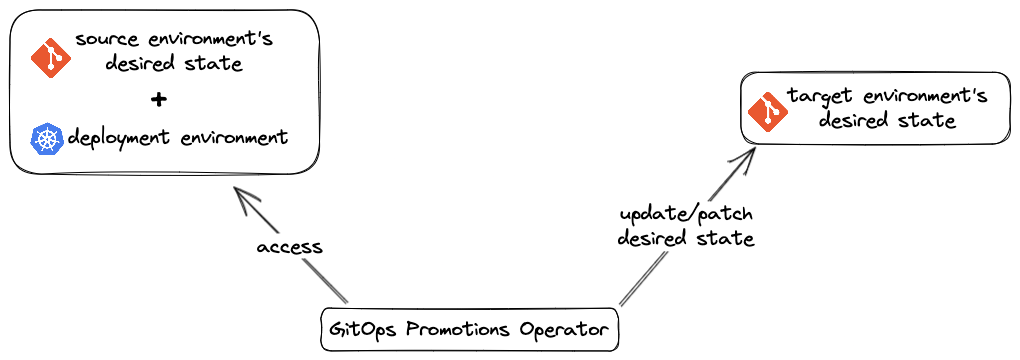 source environment's
desired state
+
deployment environment
target environment's
desired state
access
update/patch
desired state
GitOps Promotions Operator